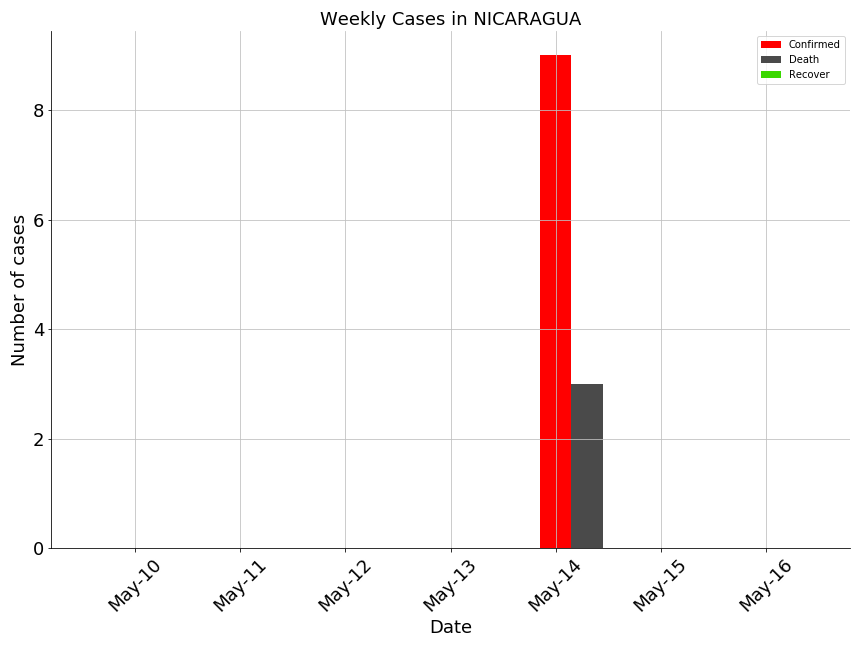 Weekly Cases in NICARAGUA
Confirmed
Death
Recover
Number of cases
8
6
4
2
0
May-10
May-11
May-12
May-13
May-14
May-15
May-16
Date